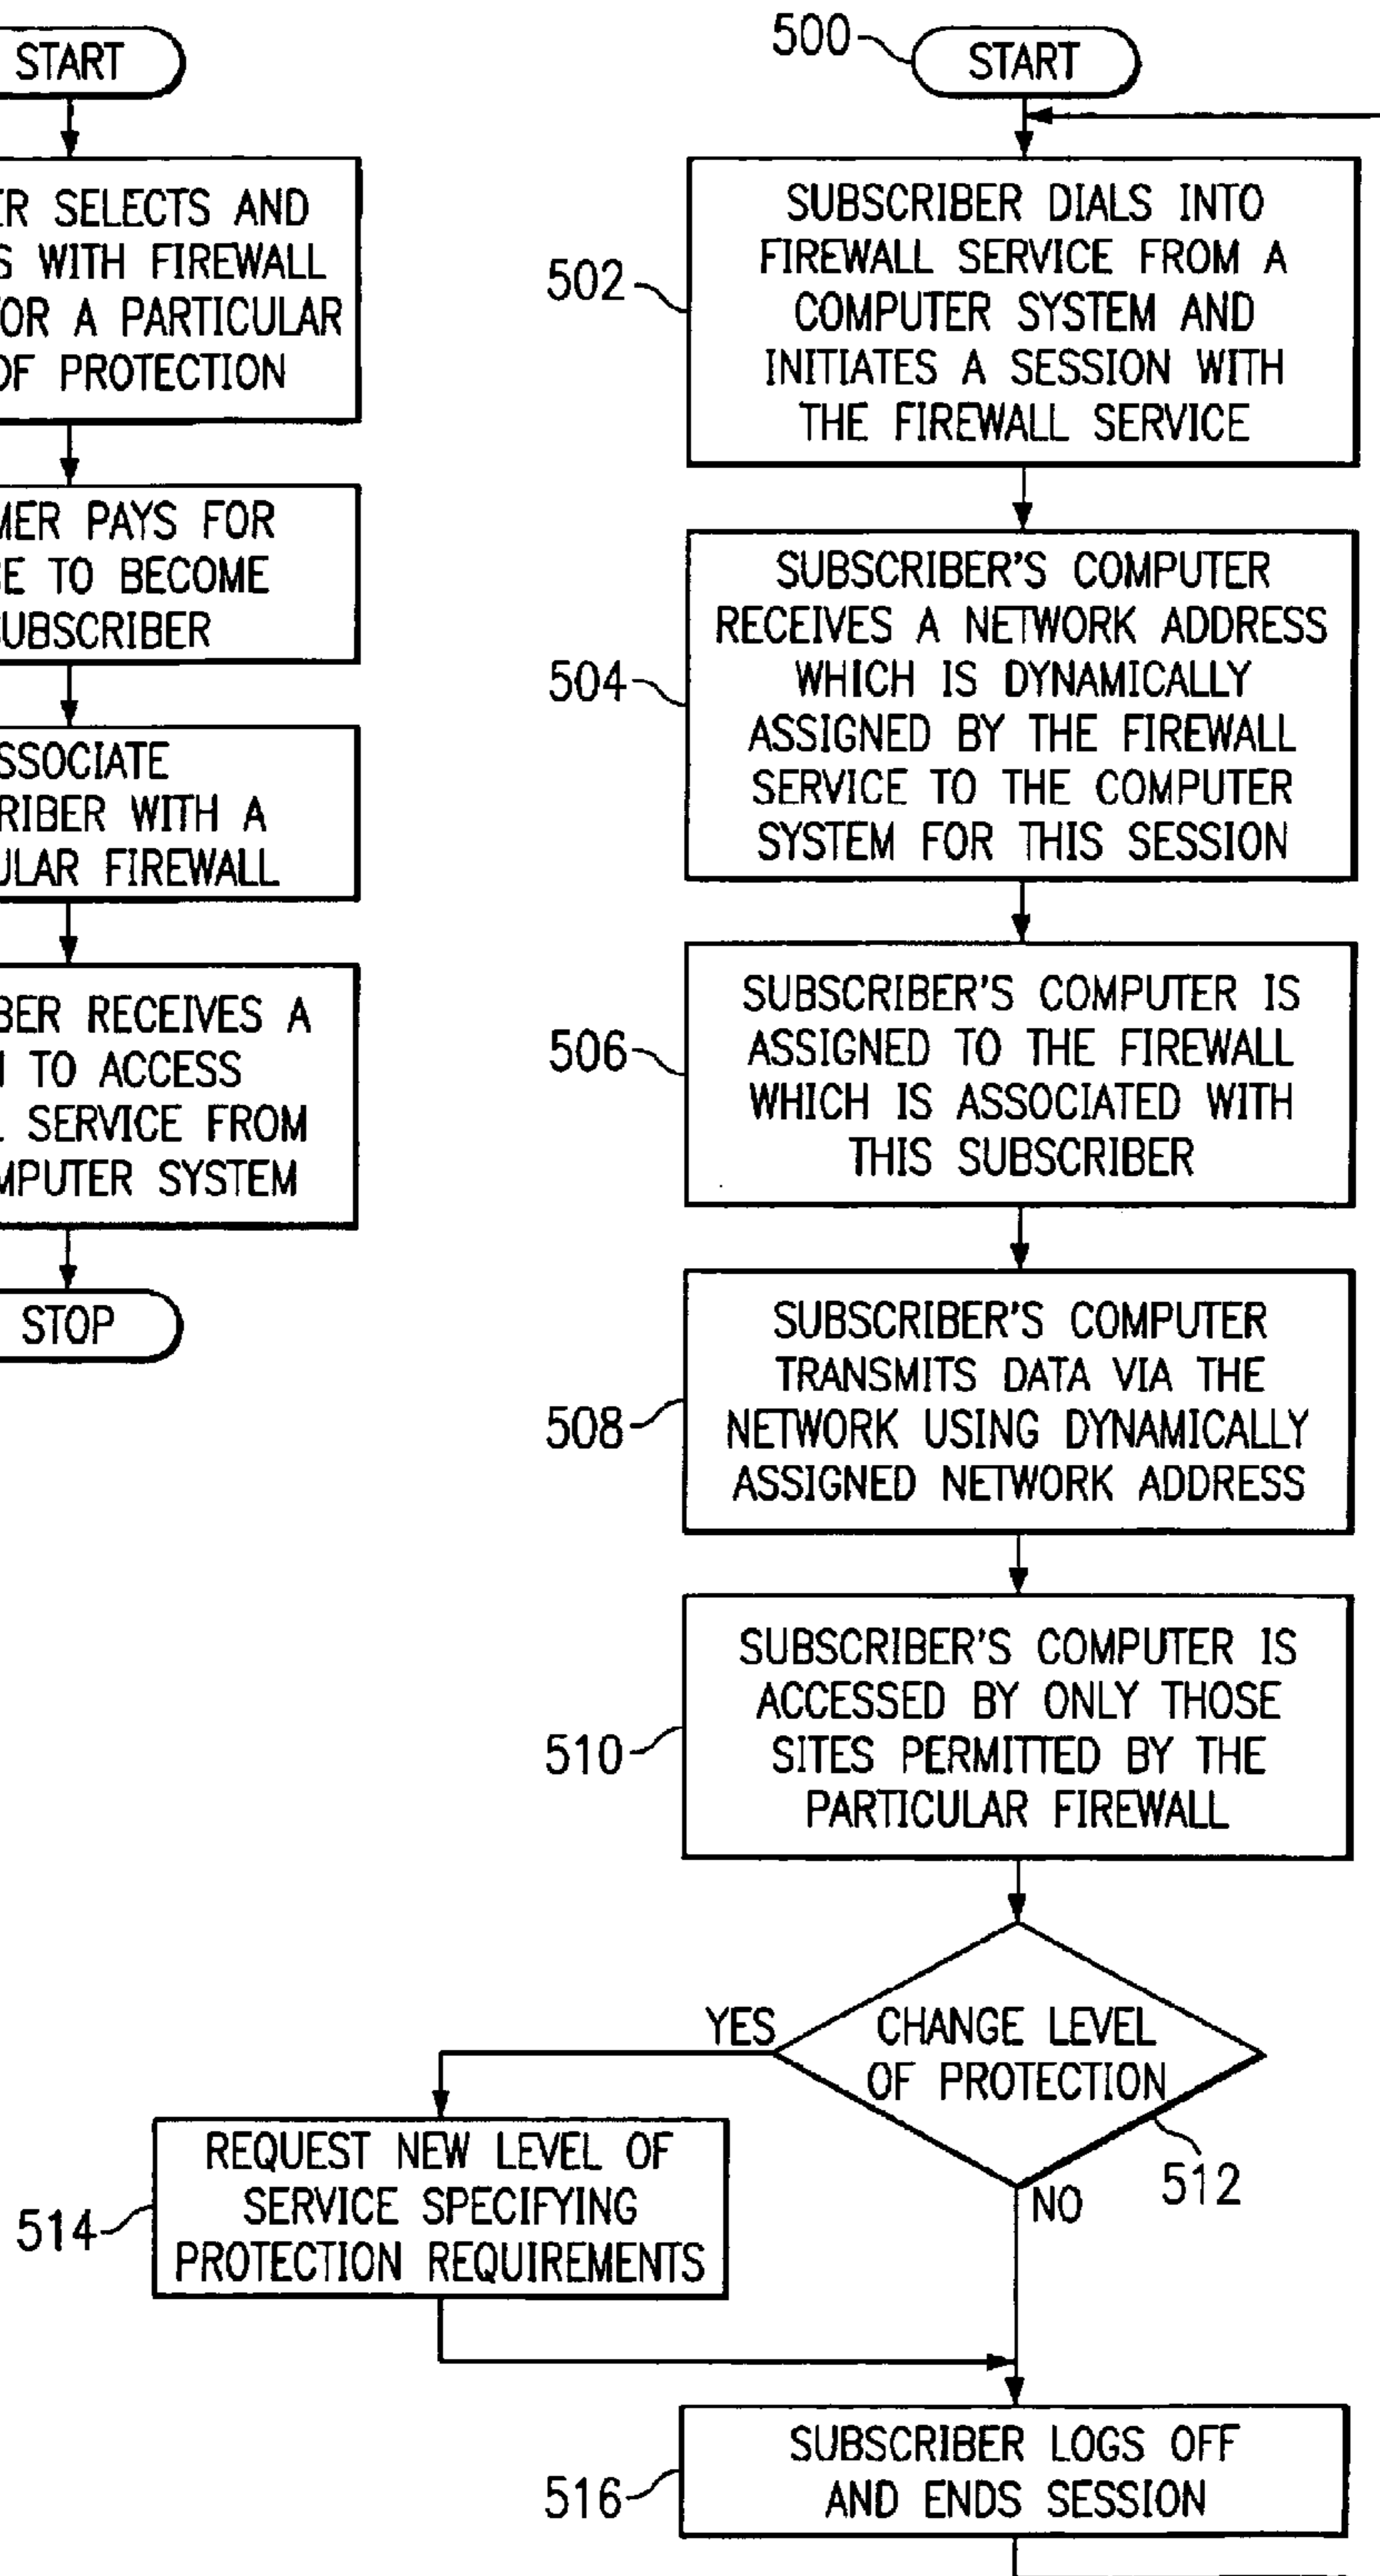 START
ER SELECTS AND
S WITH FIREWALL
OR A PARTICULAR
OF PROTECTION
MER PAYS FOR
CE TO BECOME
SUBSCRIBER
SSOCIATE
RIBER WITH A
ULAR FIREWALL
BER RECEIVES A
TO ACCESS
SERVICE FROM
MPUTER SYSTEM
STOP
500
START
502
SUBSCRIBER DIALS INTO
FIREWALL SERVICE FROM A
COMPUTER SYSTEM AND
INITIATES A SESSION WITH
THE FIREWALL SERVICE
504
SUBSCRIBER'S COMPUTER
RECEIVES A NETWORK ADDRESS
WHICH IS DYNAMICALLY
ASSIGNED BY THE FIREWALL
SERVICE TO THE COMPUTER
SYSTEM FOR THIS SESSION
506
SUBSCRIBER'S COMPUTER IS
ASSIGNED TO THE FIREWALL
WHICH IS ASSOCIATED WITH
THIS SUBSCRIBER
508
SUBSCRIBER'S COMPUTER
TRANSMITS DATA VIA THE
NETWORK USING DYNAMICALLY
ASSIGNED NETWORK ADDRESS
510
SUBSCRIBER'S COMPUTER IS
ACCESSED BY ONLY THOSE
SITES PERMITTED BY THE
PARTICULAR FIREWALL
YES
CHANGE LEVEL
OF PROTECTION
512
NO
514
REQUEST NEW LEVEL OF
SERVICE SPECIFYING
PROTECTION REQUIREMENTS
516
SUBSCRIBER LOGS OFF
AND ENDS SESSION